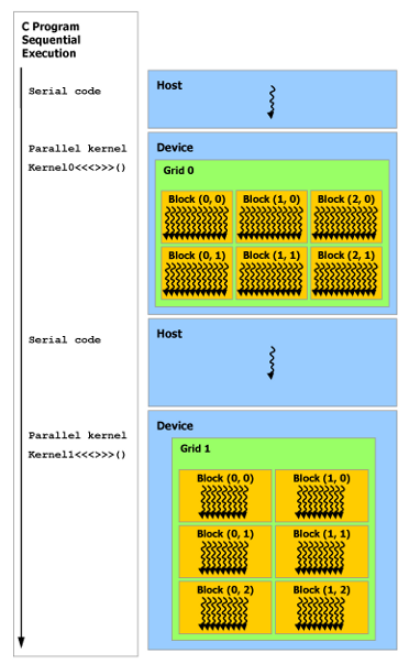 C Program
Sequential
Execution
Serial code
Host
Parallel kernel
Kernel0<<<>>>()
Device
Grid 0
Block (0, 0) Block (1, 0) Block (2, 0)
Block (0, 1) Block (1, 1) Block (2, 1)
Serial code
Host
Parallel kernel
Kernel1<<<>>>()
Device
Grid 1
Block (0, 0) Block (1, 0)
Block (0, 1) Block (1, 1)
Block (0, 2) Block (1, 2)